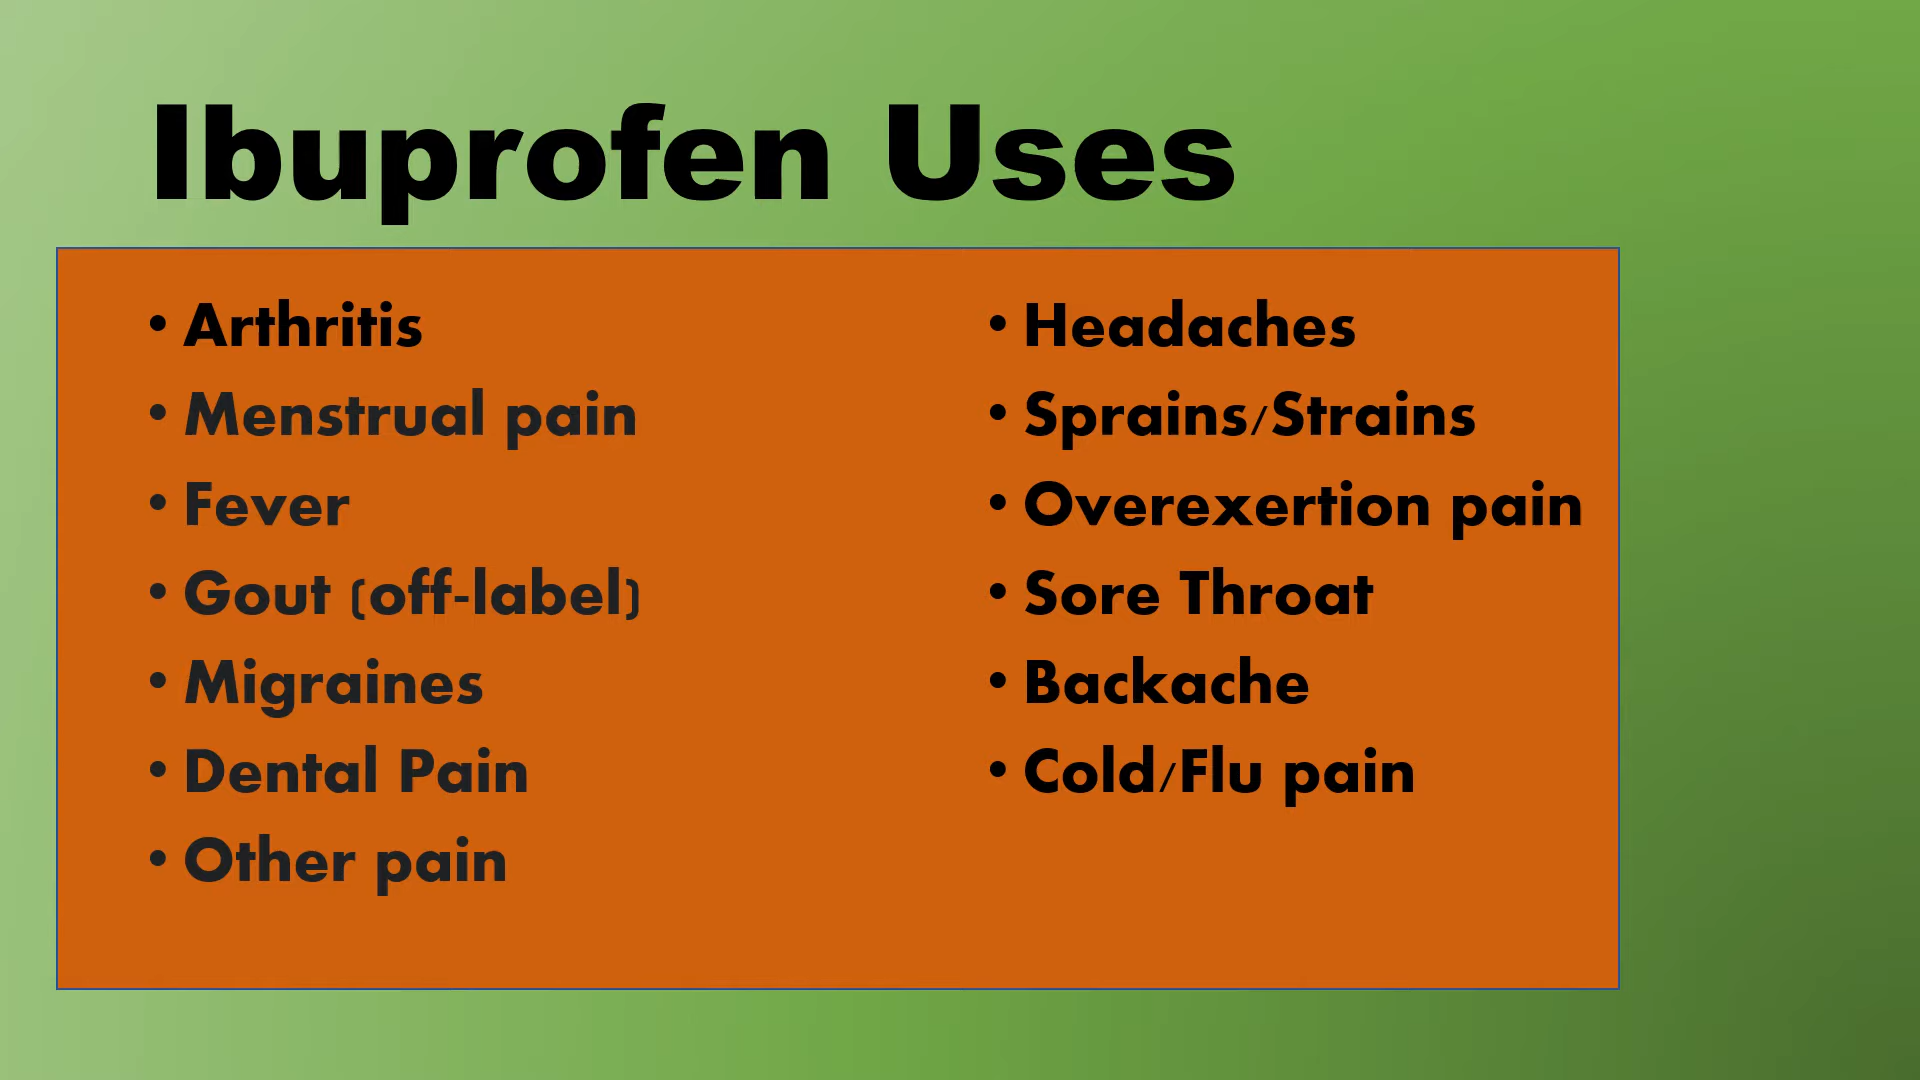 Ibuprofen Uses
• Arthritis
• Menstrual pain
• Fever
• Gout (off-label)
• Migraines
• Dental Pain
• Other pain
• Headaches
• Sprains/Strains
• Overexertion pain
• Sore Throat
• Backache
• Cold/Flu pain